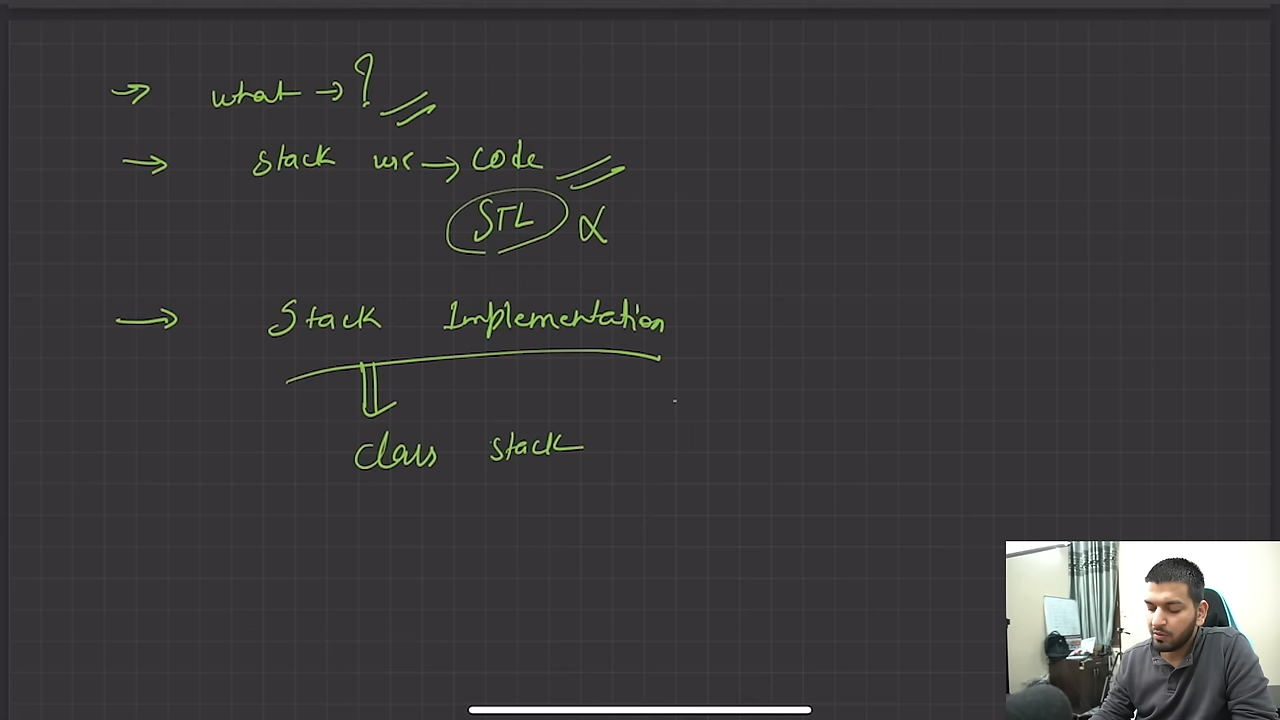 → what → ?
→ stack use → code
STL α
→ Stack Implementation
class stack